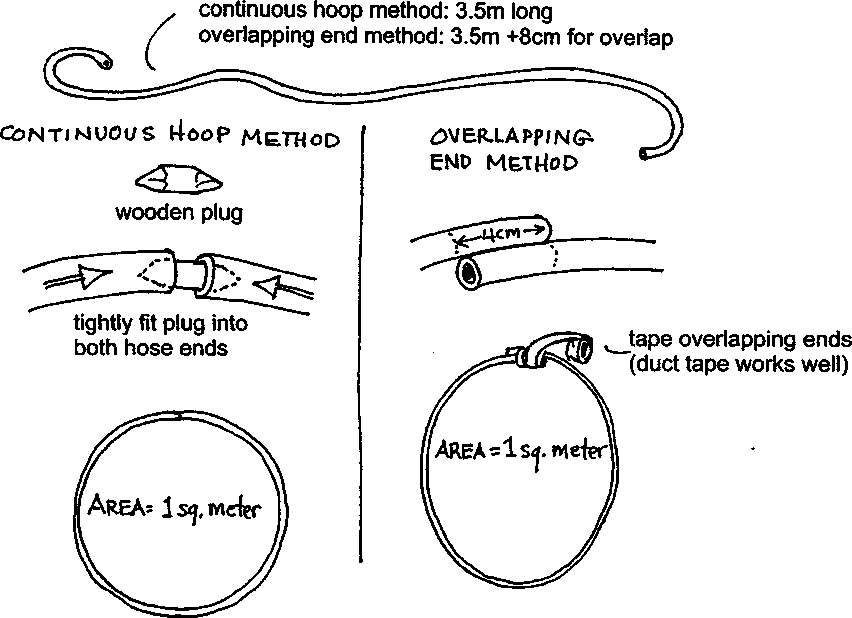 continuous hoop method: 3.5m long
overlapping end method: 3.5m +8cm for overlap
CONTINUOUS HOOP METHOD
wooden plug
tightly fit plug into
both hose ends
AREA= 1 sq. meter
OVERLAPPING
END METHOD
4cm
tape overlapping ends
(duct tape works well)
AREA=1 sq. meter